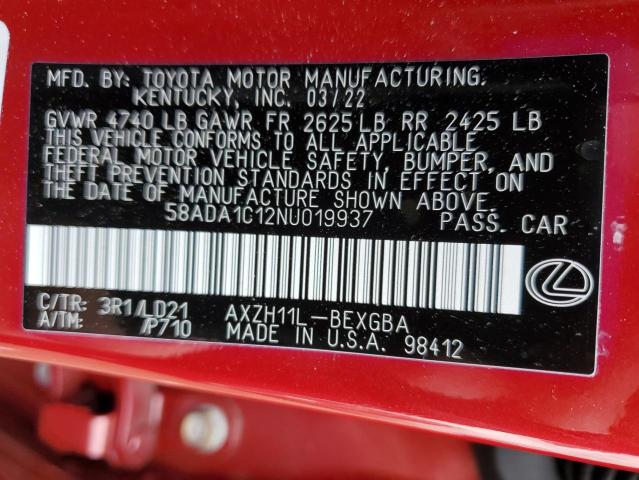 MFD. BY: TOYOTA MOTOR MANUFACTURING.
KENTUCKY, INC. 03/22
GVWR 4740 LB GAWR FR 2625 LB RR 2425 LB
THIS VEHICLE CONFORMS TO ALL APPLICABLE
FEDERAL MOTOR VEHICLE SAFETY, BUMPER, AND
THEFT PREVENTION STANDARDS IN EFFECT ON
THE DATE OF MANUFACTURE SHOWN ABOVE.
58ADA1C12NU019937 PASS. CAR
C/TR: 3R1/LD21 AXZH11L-BEXGBA
A/TM: /P710 MADE IN U.S.A. 98412